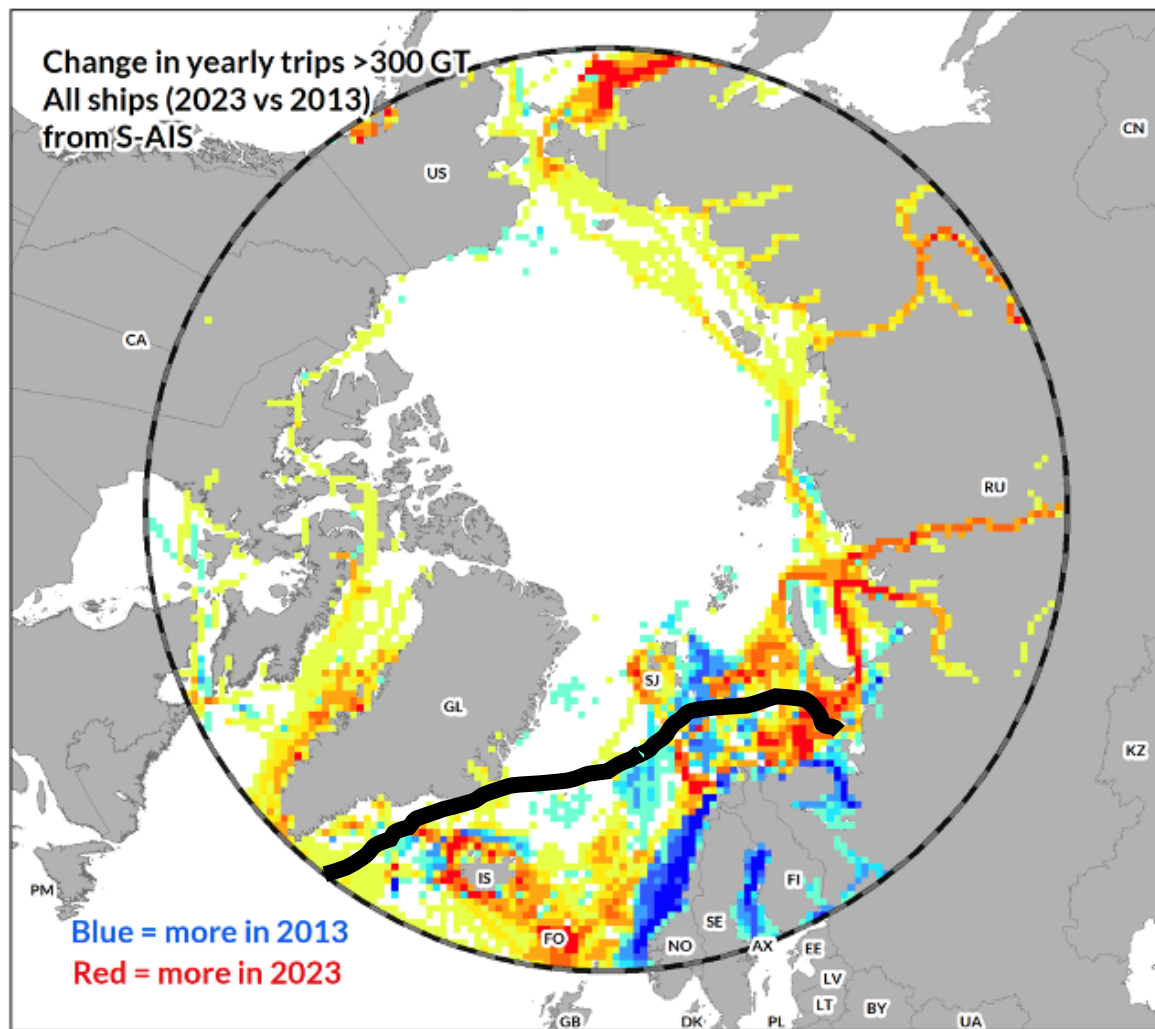 Change in yearly trips >300 GT
All ships (2023 vs 2013)
from S-AIS
CN
US
CA
RU
SJ
GL
KZ
IS
FI
PM
SE
FO
NO
AX
EE
LV
LT
BY
GB
DK
PL
UA
Blue = more in 2013
Red = more in 2023